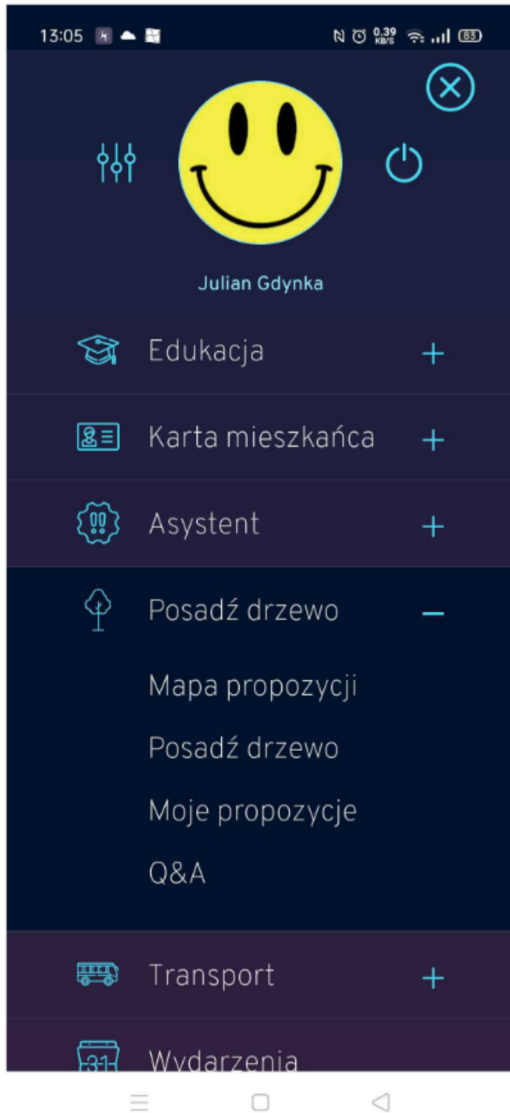 13:05
0.39
KB/S
83
Julian Gdynka
Edukacja
Karta mieszkańca
Asystent
Posadź drzewo
Mapa propozycji
Posadź drzewo
Moje propozycje
Q&A
Transport
31
Wydarzenia